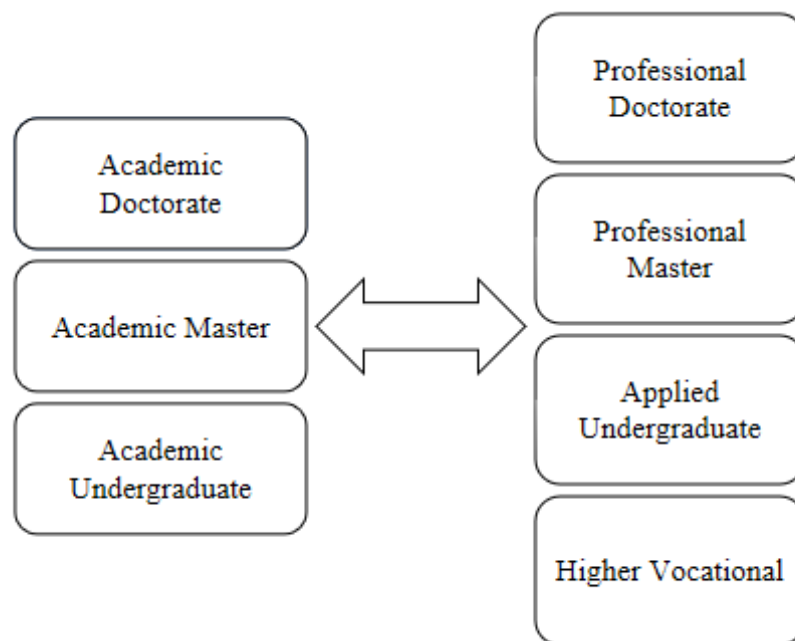 Academic
Doctorate
Academic Master
Academic
Undergraduate
Professional
Doctorate
Professional
Master
Applied
Undergraduate
Higher Vocational